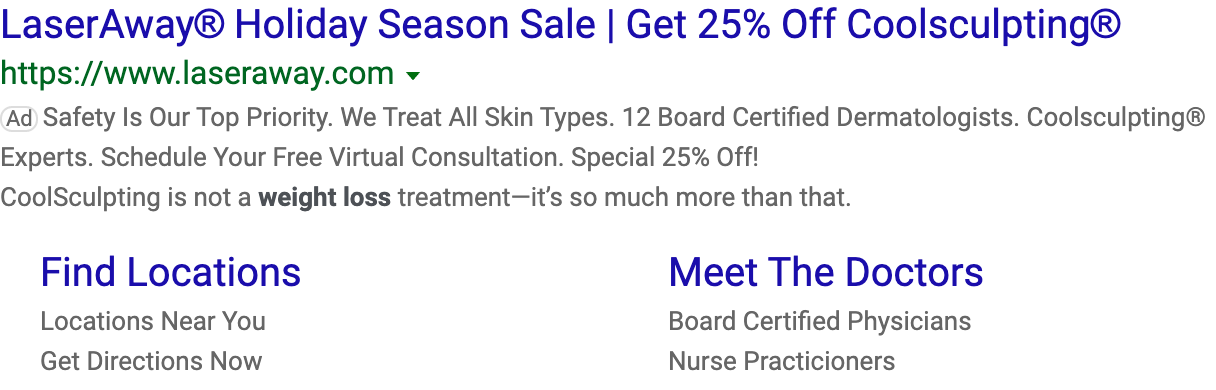 LaserAway® Holiday Season Sale | Get 25% Off Coolsculpting®
https://www.laseraway.com
Ad Safety Is Our Top Priority. We Treat All Skin Types. 12 Board Certified Dermatologists. Coolsculpting®
Experts. Schedule Your Free Virtual Consultation. Special 25% Off!
CoolSculpting is not a weight loss treatment—it’s so much more than that.
Find Locations
Locations Near You
Get Directions Now
Meet The Doctors
Board Certified Physicians
Nurse Practicioners